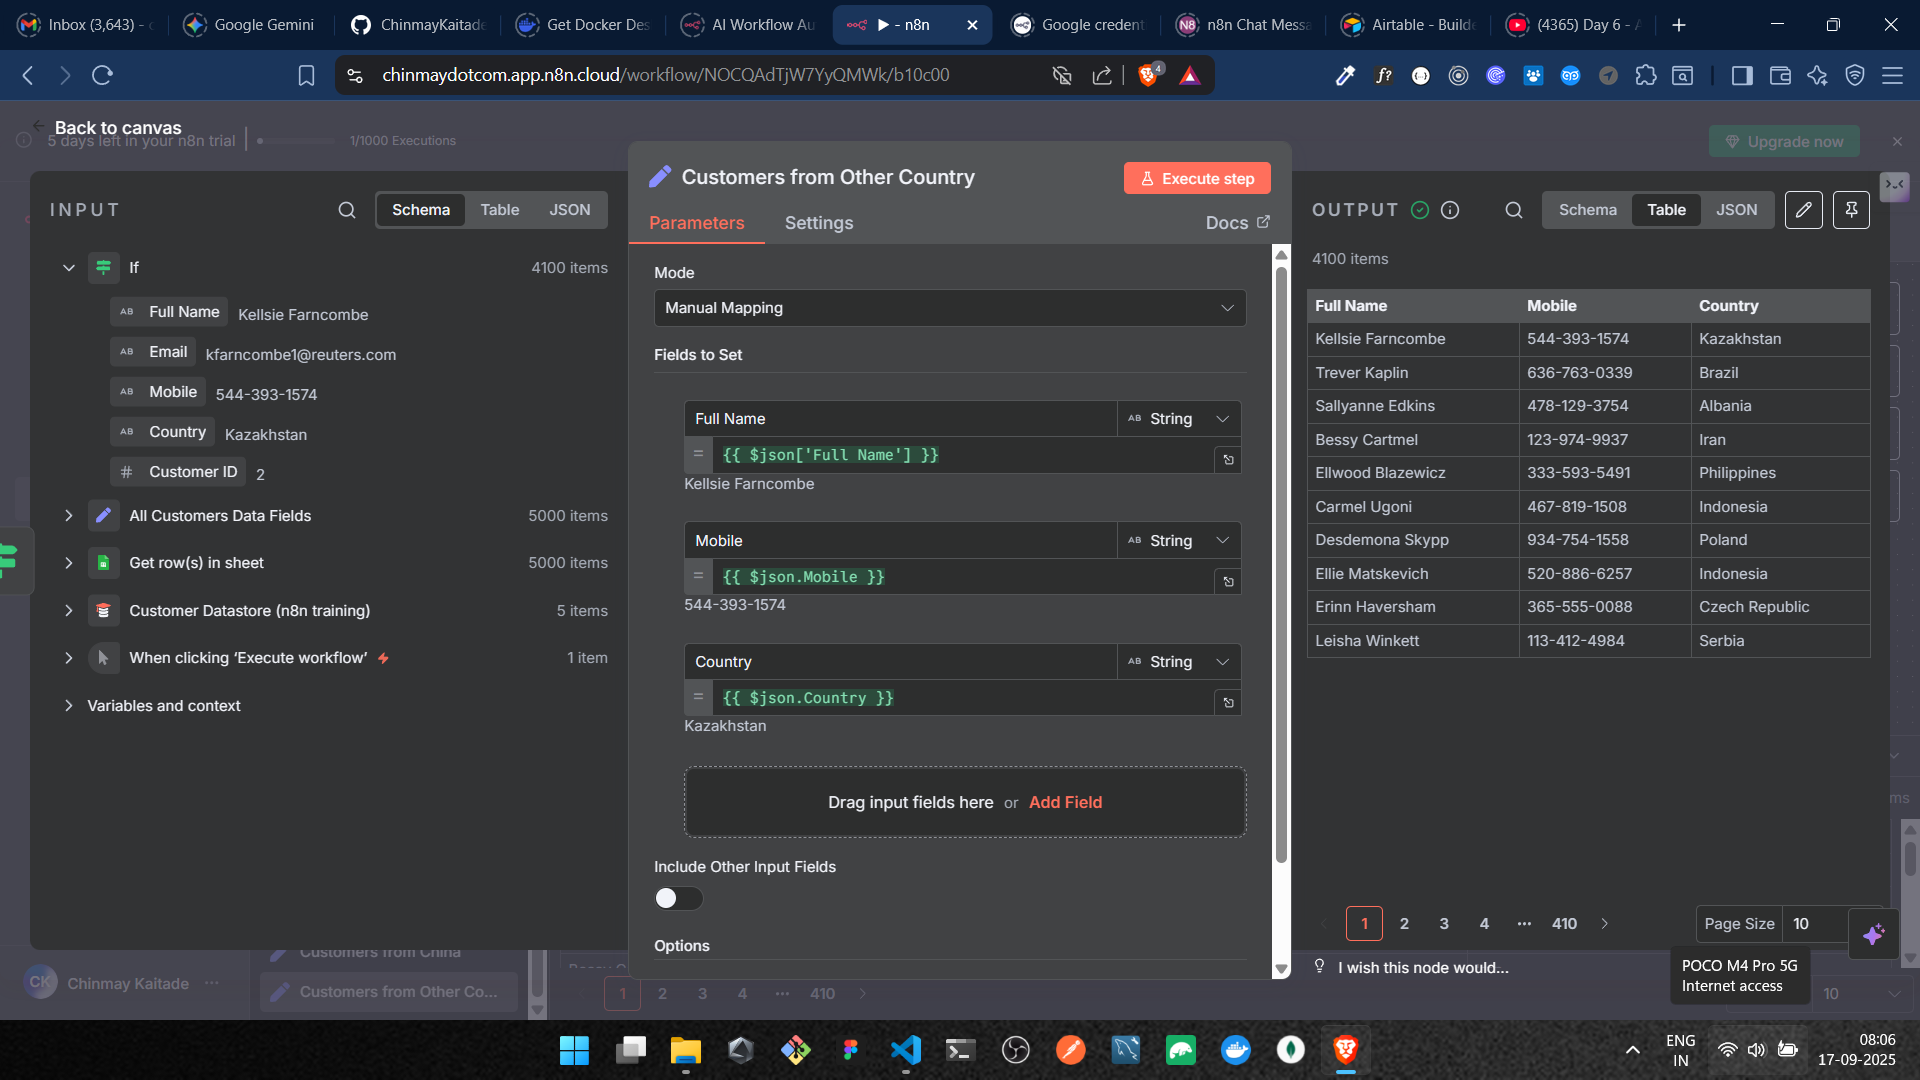 Inbox (3,643) -
Google Gemini
ChinmayKaitade
Get Docker Des
AI Workflow Au
▶ - n8n
Google credent
n8n Chat Messa
Airtable - Builde
(4365) Day 6 - A
chinmaydotcom.app.n8n.cloud/workflow/NOCQAdTjW7YyQMWk/b10c00
4
Back to canvas
5 days left in your n8n trial
1/1000 Executions
Upgrade now
INPUT
Schema
Table
JSON
If
4100 items
AB Full Name Kellsie Farncombe
AB Email kfarncombe1@reuters.com
AB Mobile 544-393-1574
AB Country Kazakhstan
# Customer ID 2
All Customers Data Fields
5000 items
Get row(s) in sheet
5000 items
Customer Datastore (n8n training)
5 items
When clicking ‘Execute workflow’
1 item
Variables and context
Customers from China
Customers from Other Co...
CK
Chinmay Kaitade
Customers from Other Country
Execute step
Parameters
Settings
Docs
Mode
Manual Mapping
Fields to Set
Full Name
AB String
= {{ $json['Full Name'] }}
Kellsie Farncombe
Mobile
AB String
= {{ $json.Mobile }}
544-393-1574
Country
AB String
= {{ $json.Country }}
Kazakhstan
Drag input fields here or Add Field
Include Other Input Fields
Options
1 2 3 4 ••• 410
OUTPUT
Schema
Table
JSON
4100 items
Full Name Mobile Country
Kellsie Farncombe 544-393-1574 Kazakhstan
Trever Kaplin 636-763-0339 Brazil
Sallyanne Edkins 478-129-3754 Albania
Bessy Cartmel 123-974-9937 Iran
Ellwood Blazewicz 333-593-5491 Philippines
Carmel Ugoni 467-819-1508 Indonesia
Desdemona Skypp 934-754-1558 Poland
Ellie Matskevich 520-886-6257 Indonesia
Erinn Haversham 365-555-0088 Czech Republic
Leisha Winkett 113-412-4984 Serbia
1 2 3 4 ••• 410
Page Size 10
I wish this node would...
POCO M4 Pro 5G
Internet access
10
ENG
IN
08:06
17-09-2025